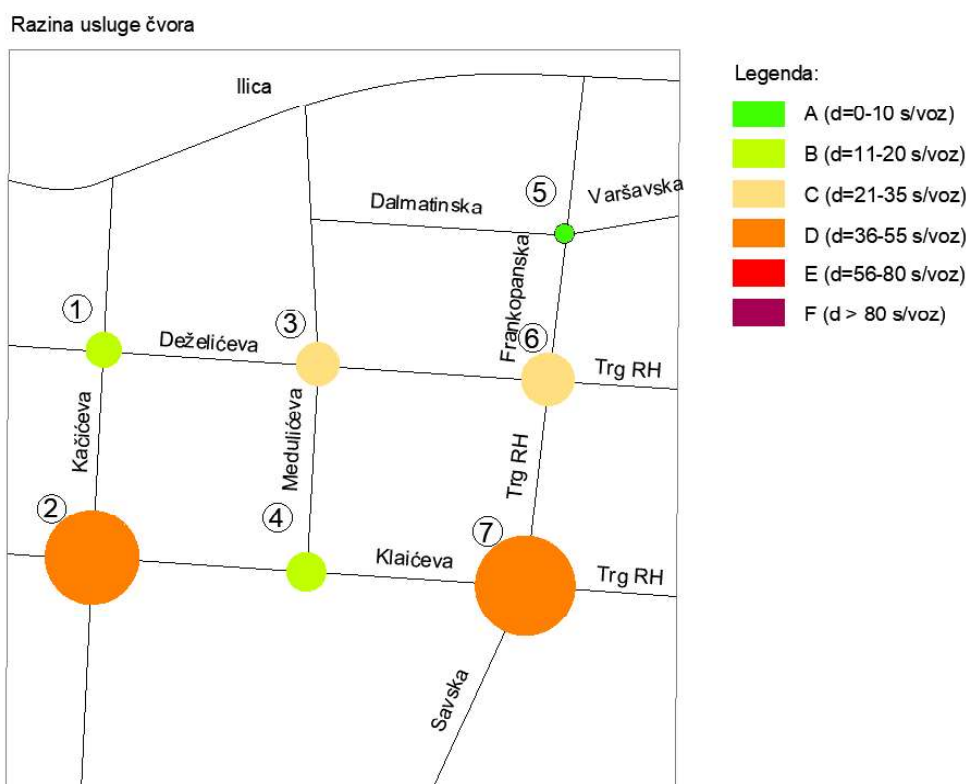 Razina usluge čvora
Ilica
Legenda:
A (d=0-10 s/voz)
B (d=11-20 s/voz)
C (d=21-35 s/voz)
D (d=36-55 s/voz)
E (d=56-80 s/voz)
F (d > 80 s/voz)
5
Varšavska
Dalmatinska
Frankopanska
1
3
6
Deželićeva
Trg RH
Kačićeva
Medulićeva
Trg RH
2
4
7
Klaićeva
Trg RH
Savska